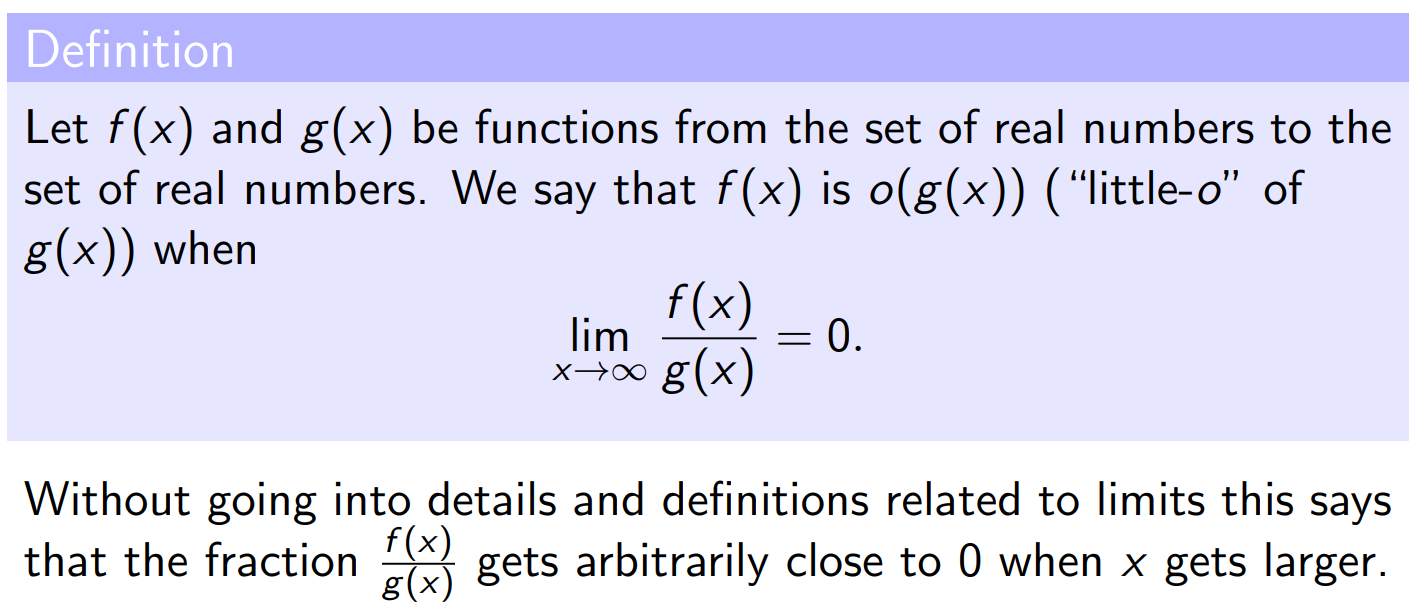 Definition
Let f(x) and g(x) be functions from the set of real numbers to the
set of real numbers. We say that f(x) is o(g(x)) (“little-o” of
g(x)) when
lim x→∞ f(x)/g(x) = 0.
Without going into details and definitions related to limits this says
that the fraction f(x)/g(x) gets arbitrarily close to 0 when x gets larger.